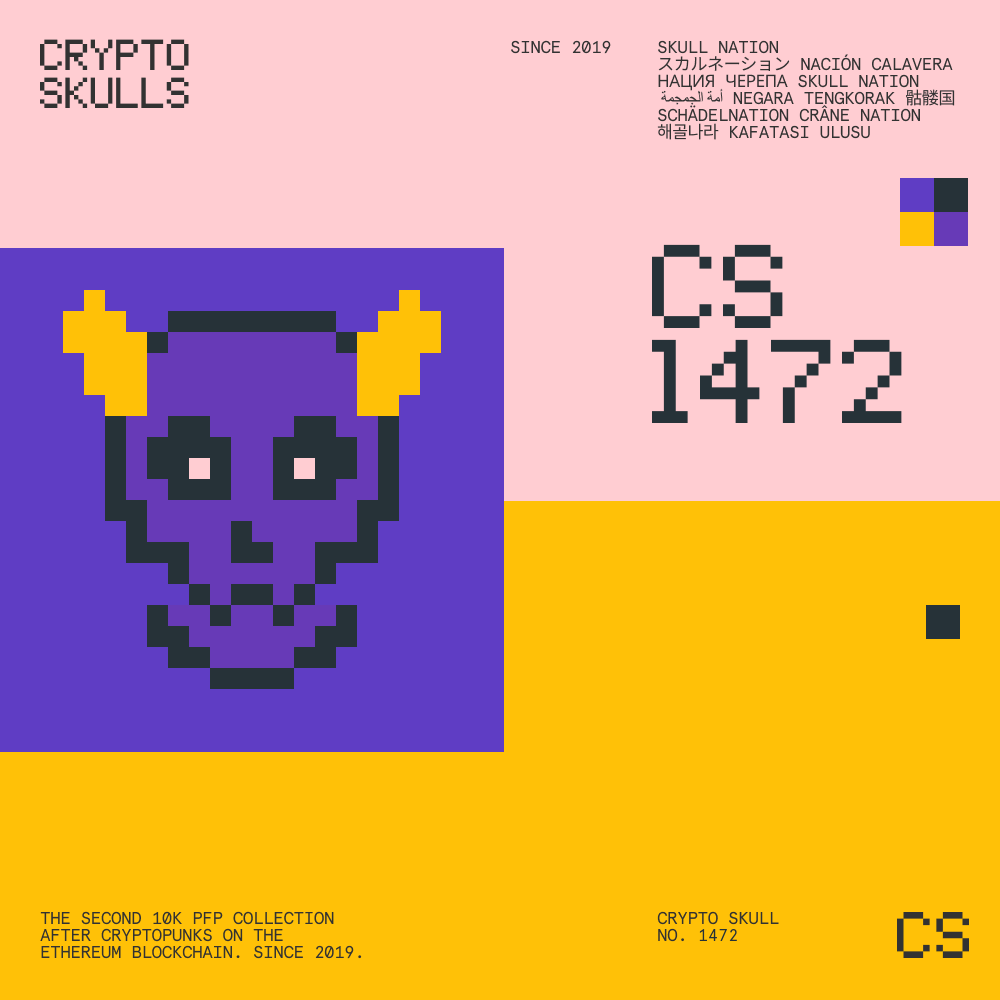 CRYPTO
SKULLS
SINCE 2019
SKULL NATION
スカルネーション NACIÓN CALAVERA
НАЦИЯ ЧЕРЕПА SKULL NATION
أمة الجمجمة NEGARA TENGKORAK 骷髅国
SCHÄDELNATION CRÂNE NATION
해골나라 KAFATASI ULUSU
CS
1472
THE SECOND 10K PFP COLLECTION
AFTER CRYPTOPUNKS ON THE
ETHEREUM BLOCKCHAIN. SINCE 2019.
CRYPTO SKULL
NO. 1472
CS